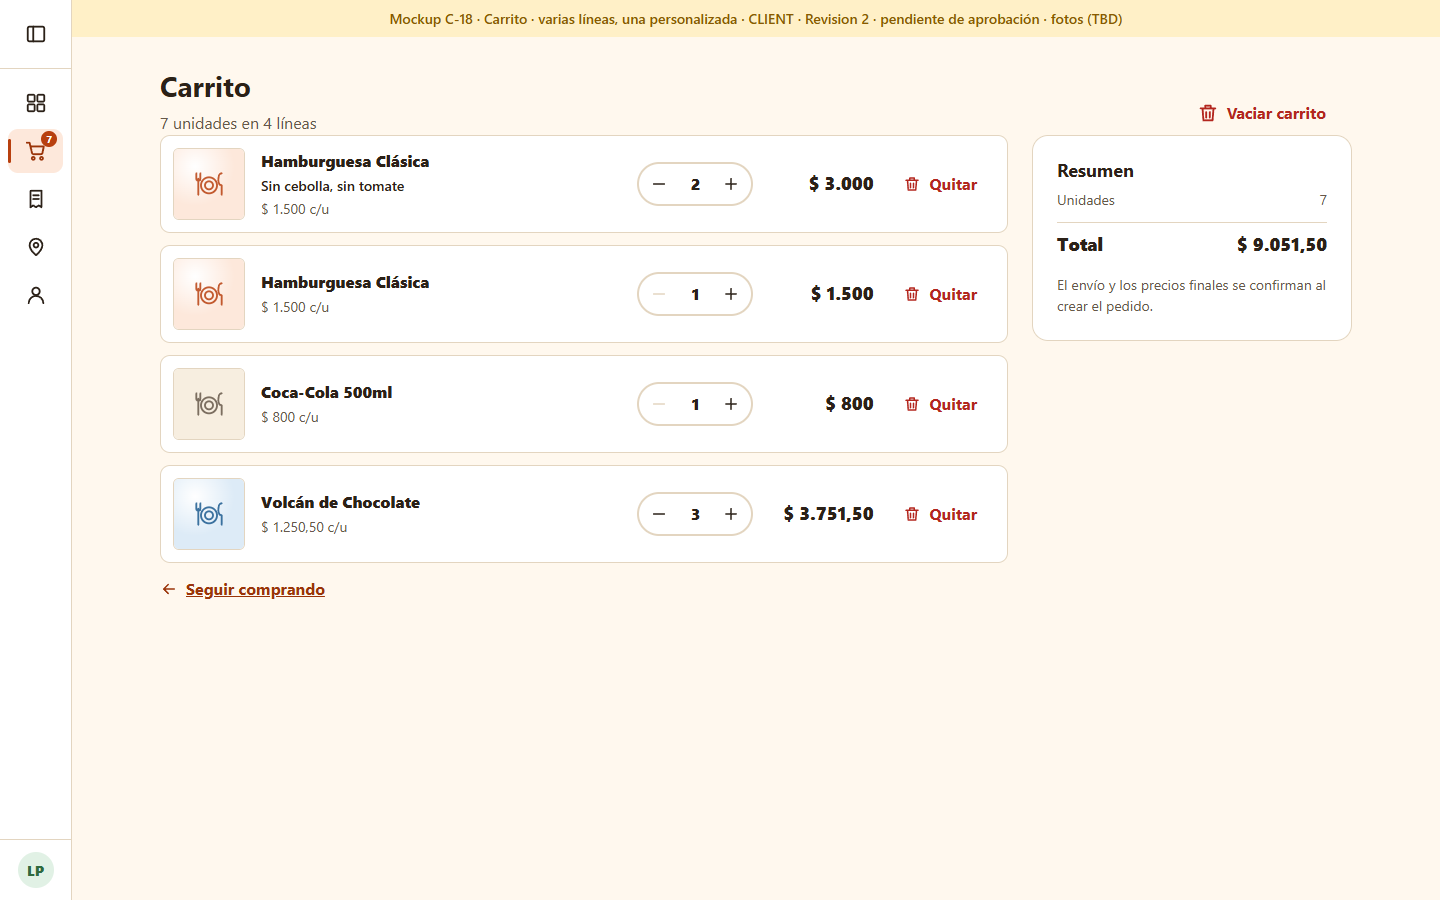 Mockup C-18 · Carrito · varias líneas, una personalizada · CLIENT · Revision 2 · pendiente de aprobación · fotos (TBD)
7
LP
Carrito
7 unidades en 4 líneas
Vaciar carrito
Hamburguesa Clásica
Sin cebolla, sin tomate
$ 1.500 c/u
2
$ 3.000
Quitar
Hamburguesa Clásica
$ 1.500 c/u
1
$ 1.500
Quitar
Coca-Cola 500ml
$ 800 c/u
1
$ 800
Quitar
Volcán de Chocolate
$ 1.250,50 c/u
3
$ 3.751,50
Quitar
Seguir comprando
Resumen
Unidades 7
Total $ 9.051,50
El envío y los precios finales se confirman al
crear el pedido.